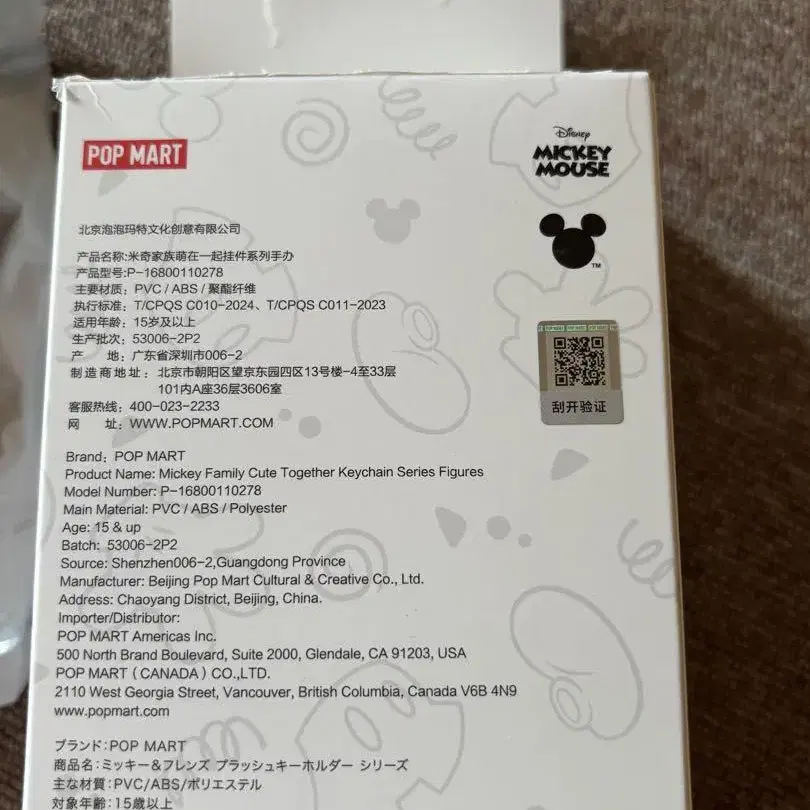 POP MART
Disney
MICKEY
MOUSE
TM
北京泡泡玛特文化创意有限公司
产品名称:米奇家族萌在一起挂件系列手办
产品型号:P-16800110278
主要材质: PVC / ABS / 聚酯纤维
执行标准: T/CPQS C010-2024、T/CPQS C011-2023
适用年龄: 15岁及以上
生产批次: 53006-2P2
产 地: 广东省深圳市006-2
制造商地址: 北京市朝阳区望京东园四区13号楼-4至33层
101内A座36层3606室
客服热线: 400-023-2233
网 址: WWW.POPMART.COM
刮开验证
Brand: POP MART
Product Name: Mickey Family Cute Together Keychain Series Figures
Model Number: P-16800110278
Main Material: PVC / ABS / Polyester
Age: 15 & up
Batch: 53006-2P2
Source: Shenzhen006-2,Guangdong Province
Manufacturer: Beijing Pop Mart Cultural & Creative Co., Ltd.
Address: Chaoyang District, Beijing, China.
Importer/Distributor:
POP MART Americas Inc.
500 North Brand Boulevard, Suite 2000, Glendale, CA 91203, USA
POP MART (CANADA) CO.,LTD.
2110 West Georgia Street, Vancouver, British Columbia, Canada V6B 4N9
www.popmart.com
ブランド:POP MART
商品名:ミッキー&フレンズ プラッシュキーホルダー シリーズ
主な材質:PVC/ABS/ポリエステル
対象年齢:15歳以上